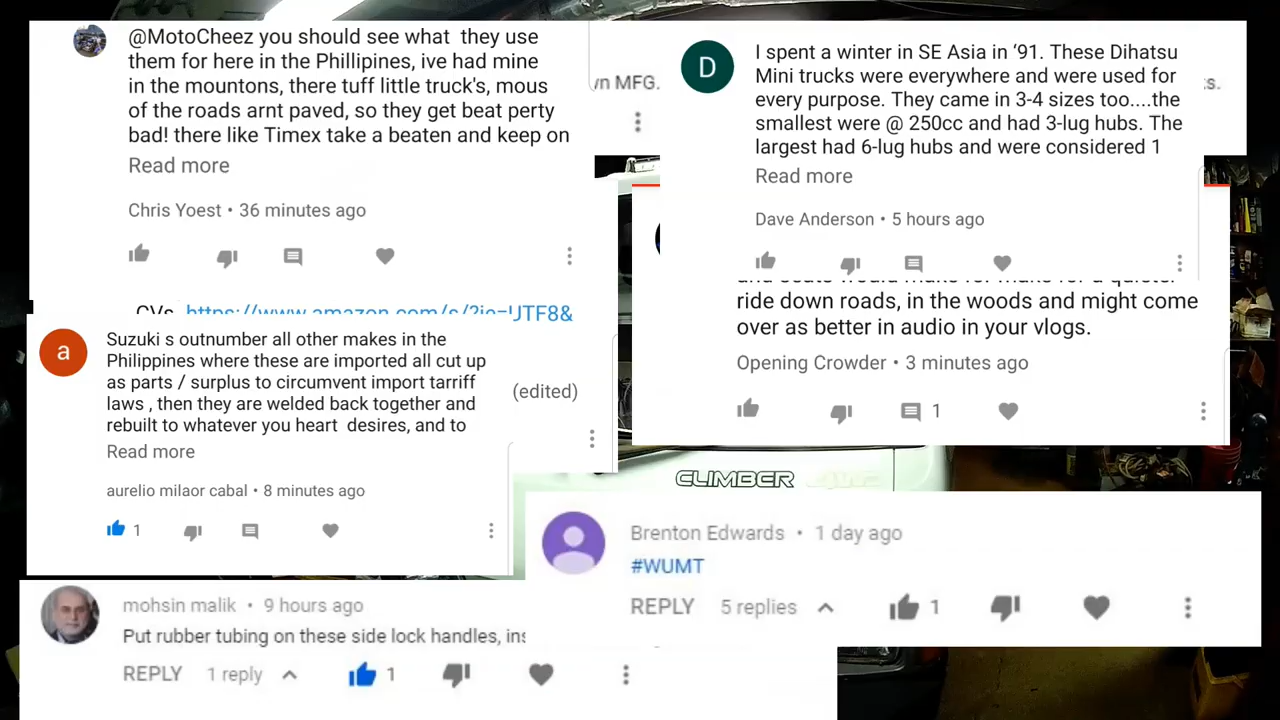 @MotoCheez you should see what they use
them for here in the Phillipines, ive had mine
in the mountons, there tuff little truck's, mous
of the roads arnt paved, so they get beat perty
bad! there like Timex take a beaten and keep on
Read more
Chris Yoest • 36 minutes ago
MFG.
I spent a winter in SE Asia in ‘91. These Dihatsu
Mini trucks were everywhere and were used for
every purpose. They came in 3-4 sizes too....the
smallest were @ 250cc and had 3-lug hubs. The
largest had 6-lug hubs and were considered 1
Read more
Dave Anderson • 5 hours ago
D
ride down roads, in the woods and might come
over as better in audio in your vlogs.
Opening Crowder • 3 minutes ago
1
CVs https://www.amazon.com/s/?ie=UTF8&
(edited)
a
Suzuki s outnumber all other makes in the
Philippines where these are imported all cut up
as parts / surplus to circumvent import tarriff
laws , then they are welded back together and
rebuilt to whatever you heart desires, and to
Read more
aurelio milaor cabal • 8 minutes ago
1
CLIMBER 4WD
Brenton Edwards • 1 day ago
#WUMT
REPLY 5 replies 1
mohsin malik • 9 hours ago
Put rubber tubing on these side lock handles,
REPLY 1 reply 1